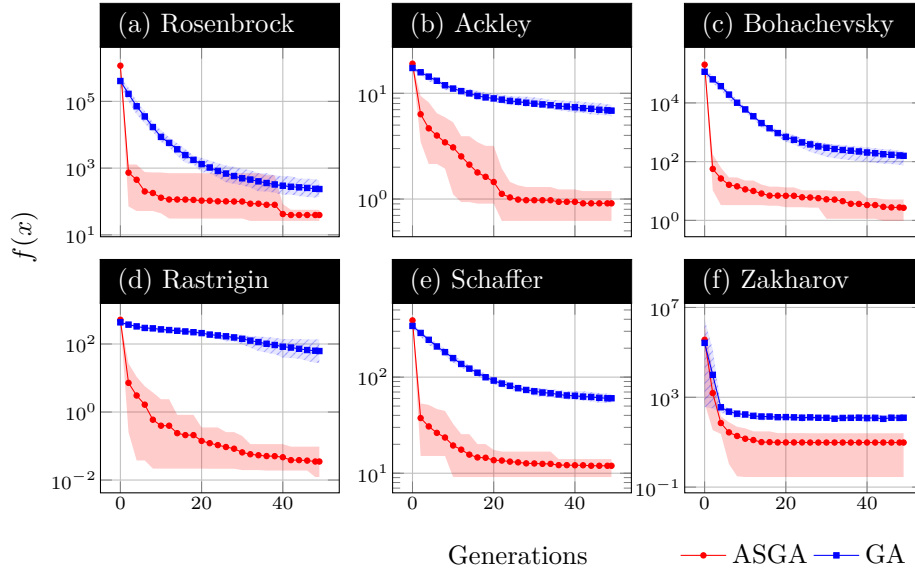 (a) Rosenbrock (b) Ackley (c) Bohachevsky
10^5
10^3
10^1
10^1
10^0
10^4
10^2
10^0
f(x)
(d) Rastrigin (e) Schaffer (f) Zakharov
10^2
10^0
10^−2
10^2
10^1
10^7
10^3
10^−1
0 20 40 0 20 40 0 20 40
Generations
ASGA GA